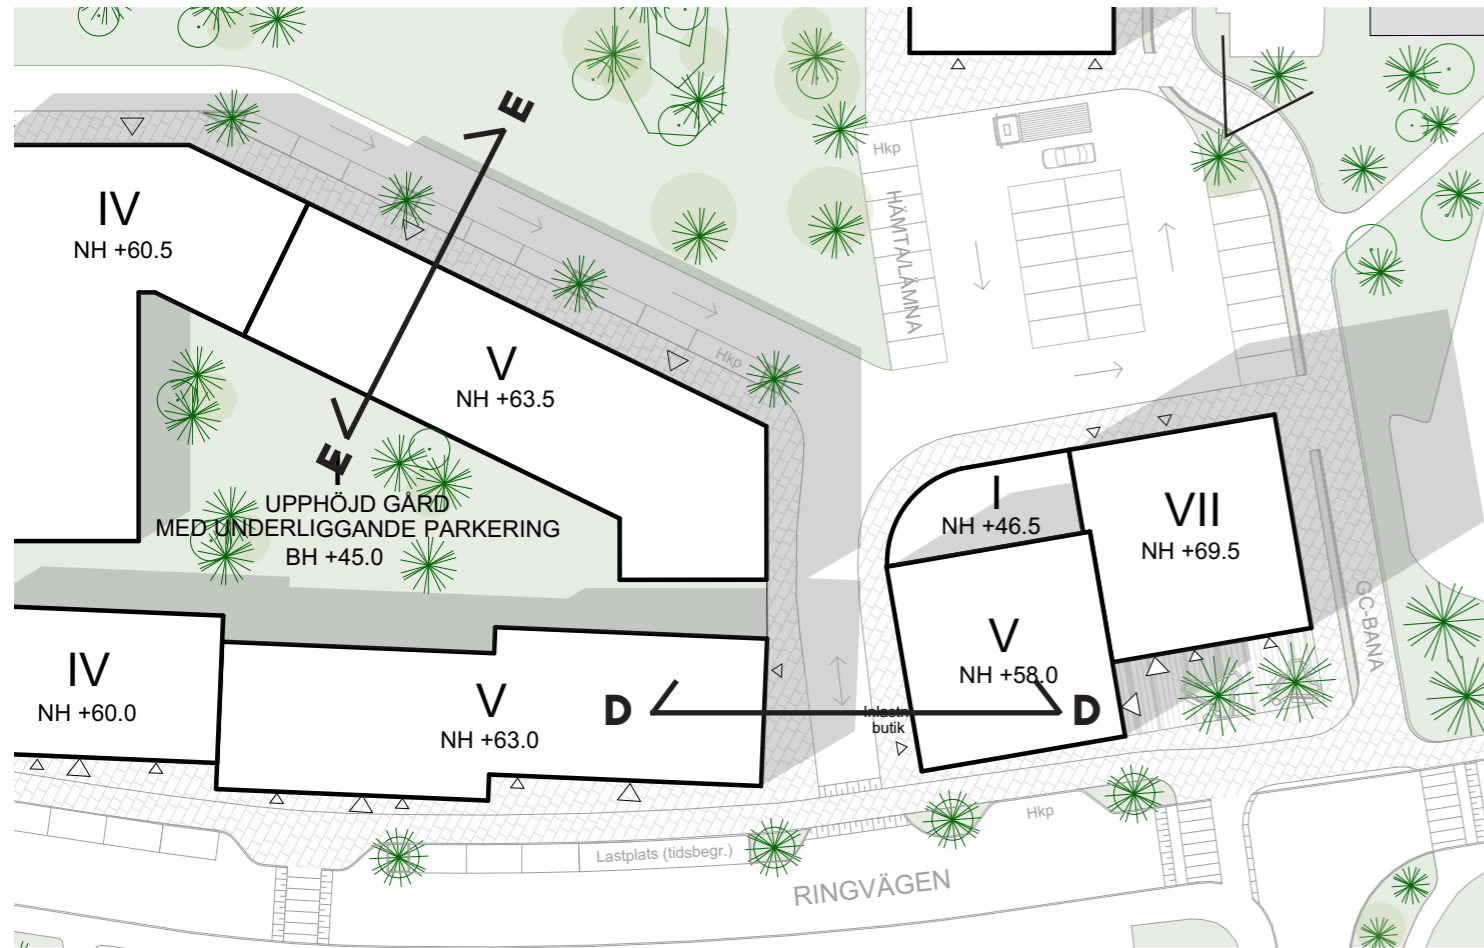 E
Hkp
HÄMTA/LÄMNA
IV
NH +60.5
V
NH +63.5
Hkp
E
UPPHÖJD GÅRD
MED UNDERLIGGANDE PARKERING
BH +45.0
I
NH +46.5
VII
NH +69.5
GC-BANA
IV
NH +60.0
V
NH +63.0
D
V
NH +58.0
D
Inlastn.
butik
Hkp
Lastplats (tidsbegr.)
RINGVÄGEN